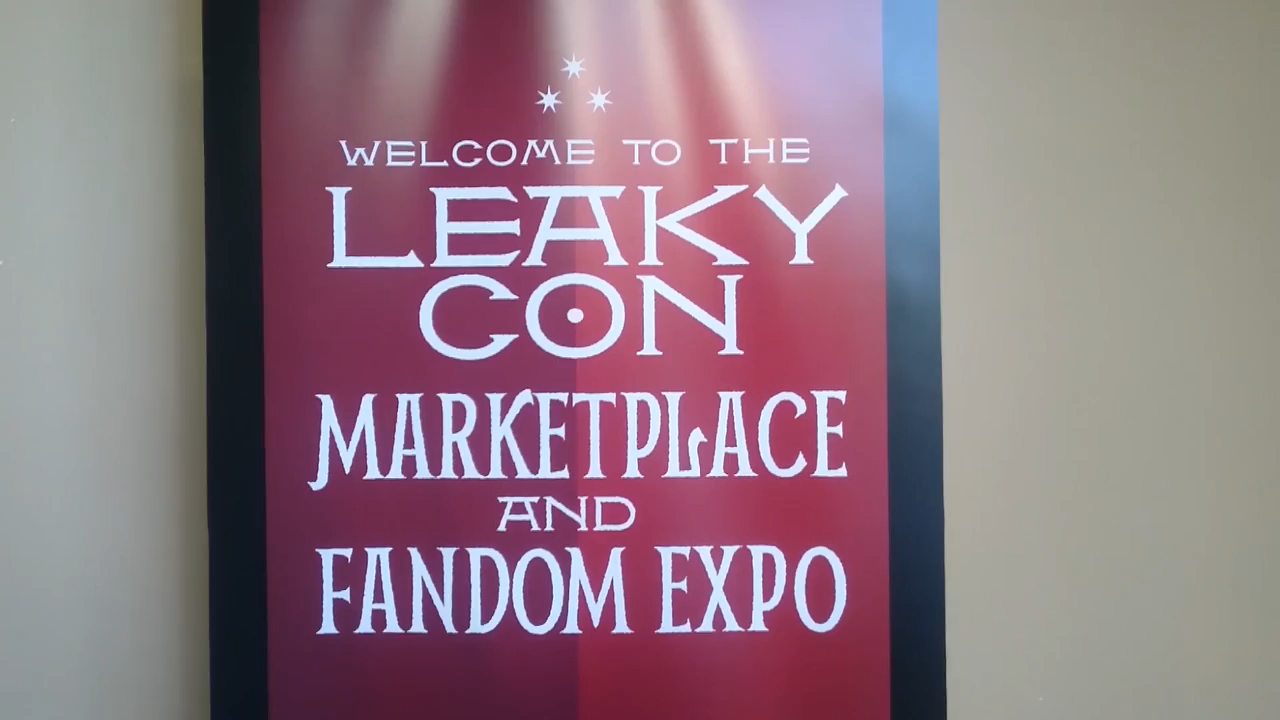 WELCOME TO THE
LEAKY
CON
MARKETPLACE
AND
FANDOM EXPO